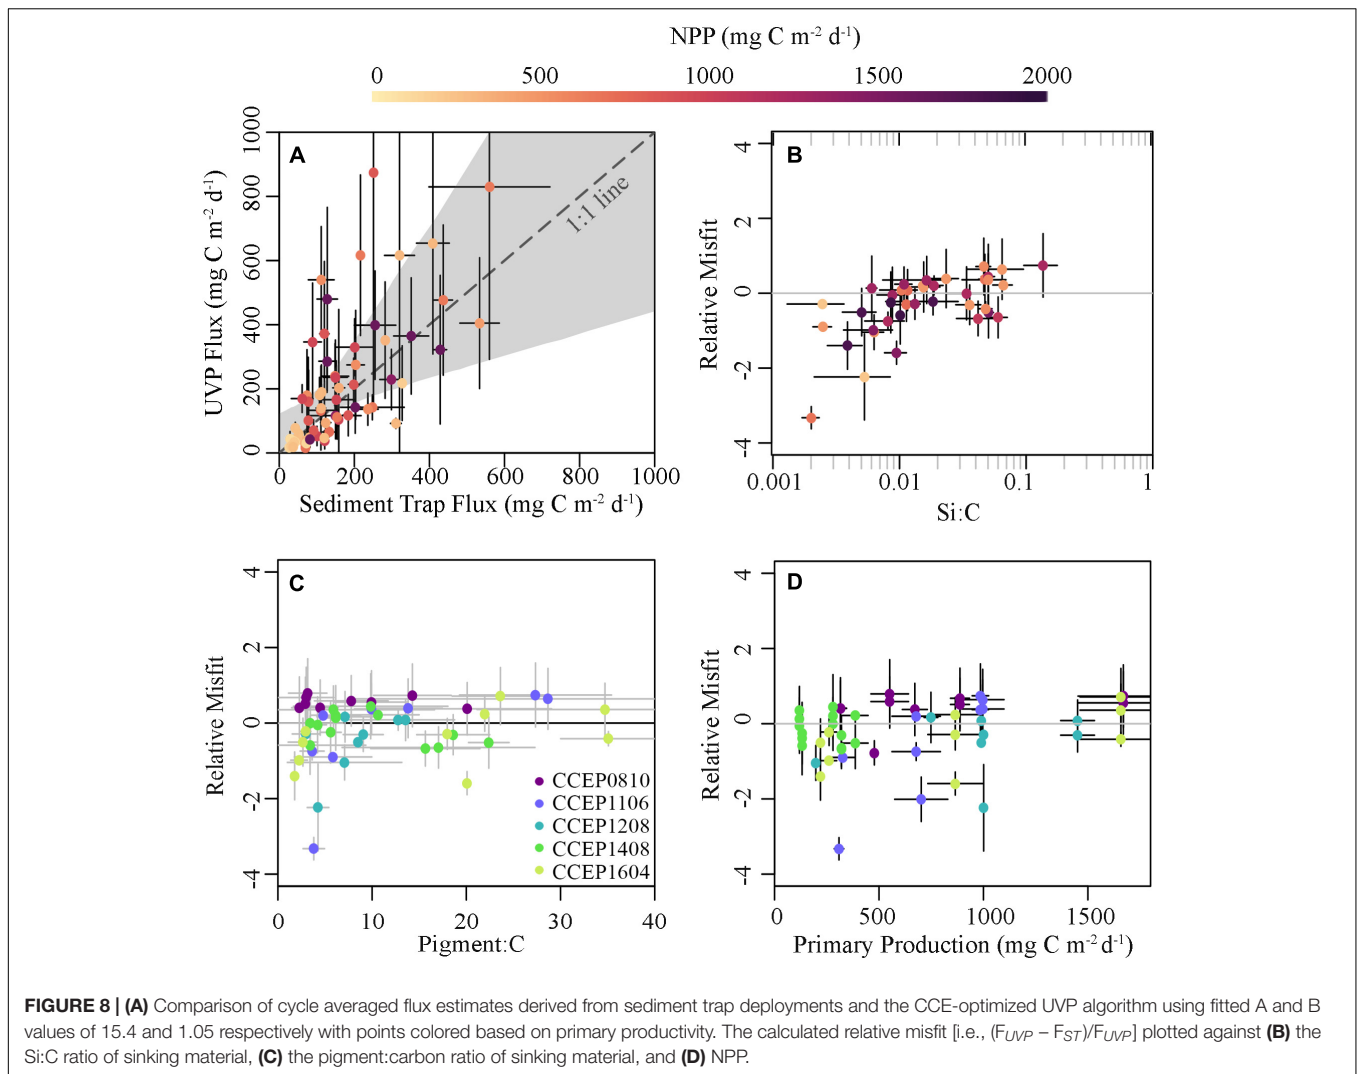 NPP (mg C m-2 d-1)
0 500 1000 1500 2000
A
1:1 line
UVP Flux (mg C m-2 d-1)
0 200 400 600 800 1000
0 200 400 600 800 1000
Sediment Trap Flux (mg C m-2 d-1)
B
Relative Misfit
-4 -2 0 2 4
0.001 0.01 0.1 1
Si:C
C
Relative Misfit
-4 -2 0 2 4
CCEP0810
CCEP1106
CCEP1208
CCEP1408
CCEP1604
0 10 20 30 40
Pigment:C
D
Relative Misfit
-4 -2 0 2 4
0 500 1000 1500
Primary Production (mg C m-2 d-1)
FIGURE 8 | (A) Comparison of cycle averaged flux estimates derived from sediment trap deployments and the CCE-optimized UVP algorithm using fitted A and B
values of 15.4 and 1.05 respectively with points colored based on primary productivity. The calculated relative misfit [i.e., (FUVP – FST)/FUVP] plotted against (B) the
Si:C ratio of sinking material, (C) the pigment:carbon ratio of sinking material, and (D) NPP.